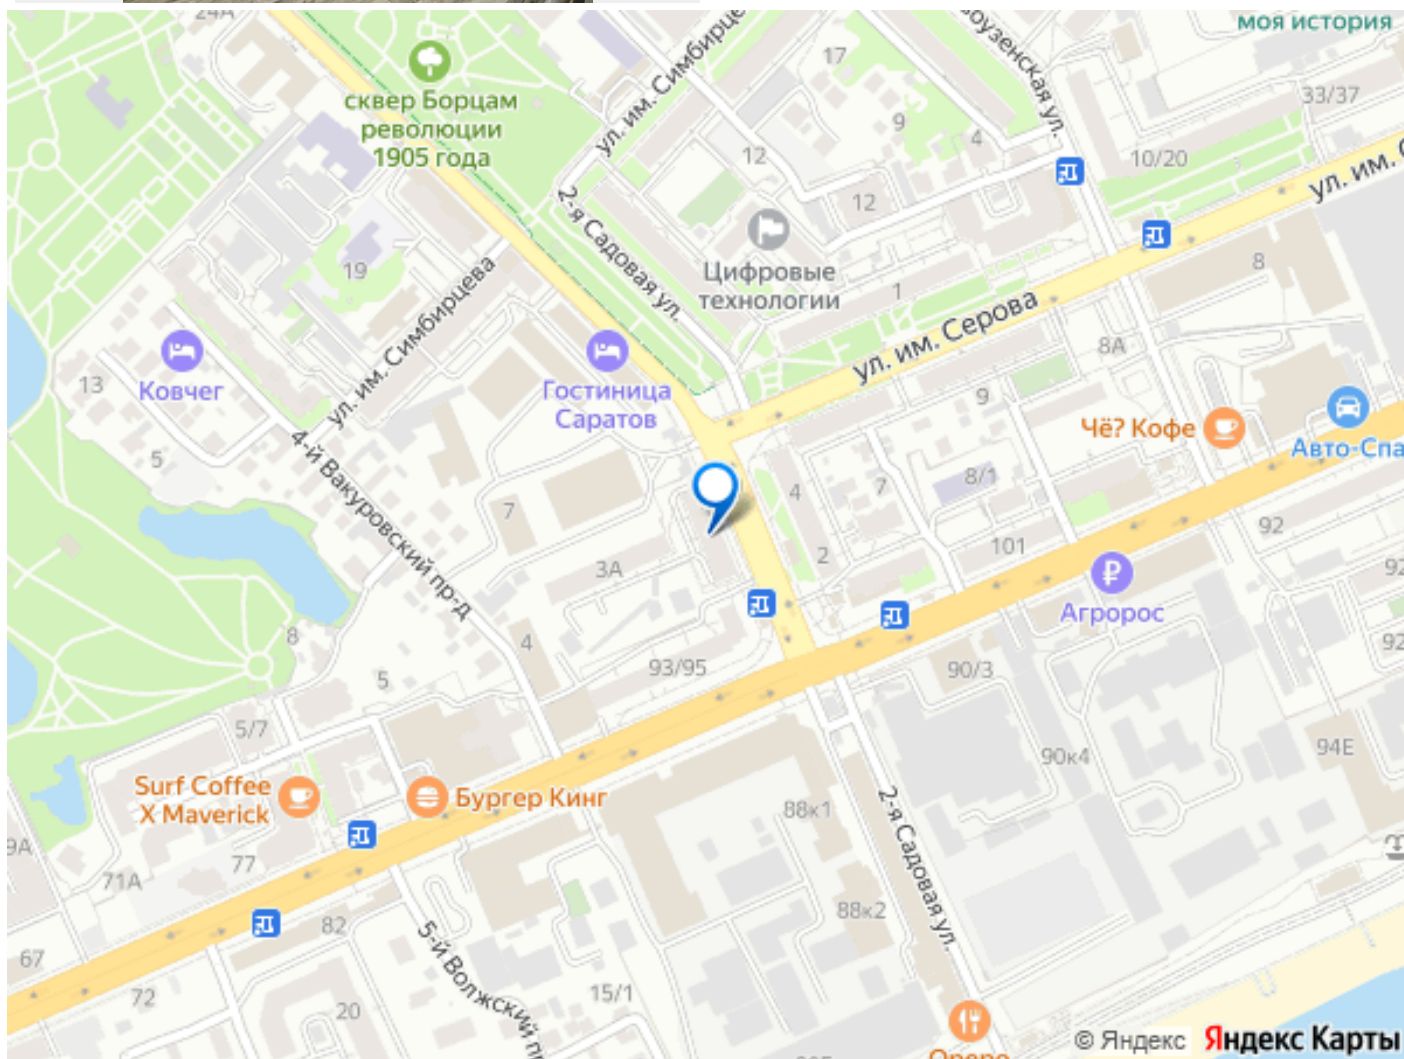 24А
моя история
33/37
17
9
4
10/20
12
12
ул. им. Симбирце
сквер Борцам
революции
1905 года
2-я Садовая ул.
Цифровые
технологии
1
8
19
ул. им. Симбирцева
ул. им. Серова
8А
13
Ковчег
5
Гостиница
Саратов
9
Чё? Кофе
Авто-Спа
4-й Вакуровский пр-д
7
4
7
8/1
2
101
92
3А
Агророс
92
8
4
5
93/95
90/3
92
5/7
90к4
94Е
Surf Coffee
X Maverick
Бургер Кинг
88к1
9А
77
71А
2-я Садовая ул.
88к2
82
67
72
5-й Волжский
20
15/1
© Яндекс
Яндекс Карты